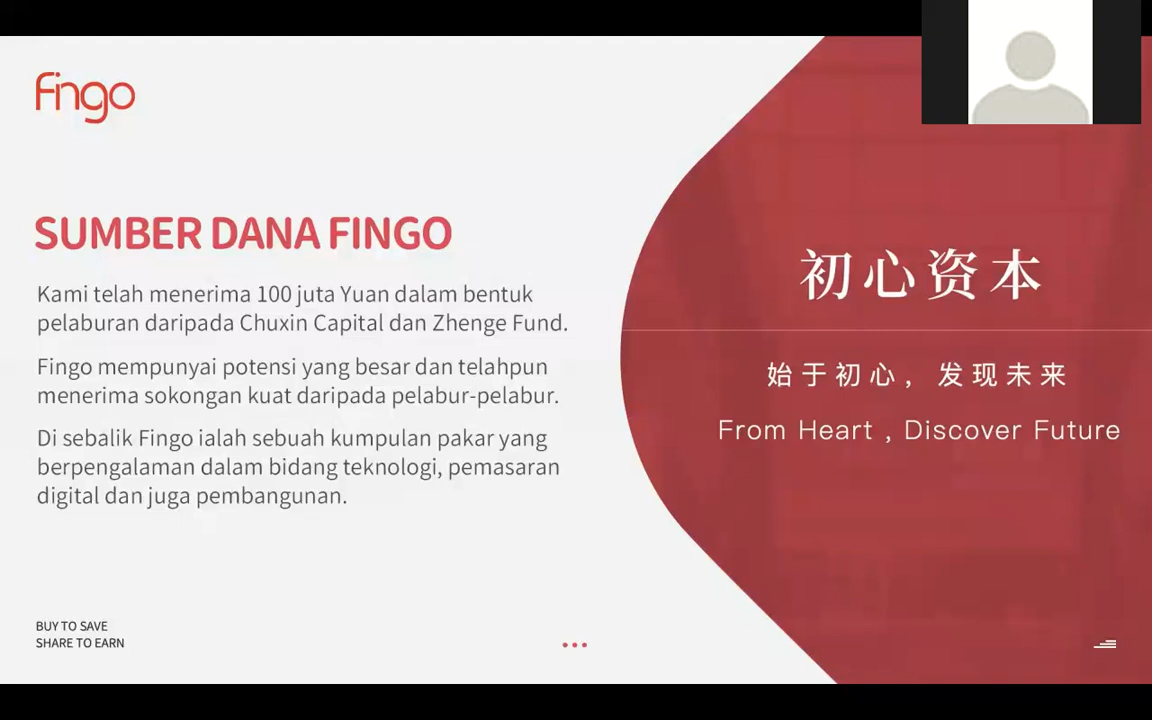 Fingo
SUMBER DANA FINGO
Kami telah menerima 100 juta Yuan dalam bentuk
pelaburan daripada Chuxin Capital dan Zhenge Fund.
Fingo mempunyai potensi yang besar dan telahpun
menerima sokongan kuat daripada pelabur-pelabur.
Di sebalik Fingo ialah sebuah kumpulan pakar yang
berpengalaman dalam bidang teknologi, pemasaran
digital dan juga pembangunan.
BUY TO SAVE
SHARE TO EARN
初心资本
始于初心, 发现未来
From Heart , Discover Future